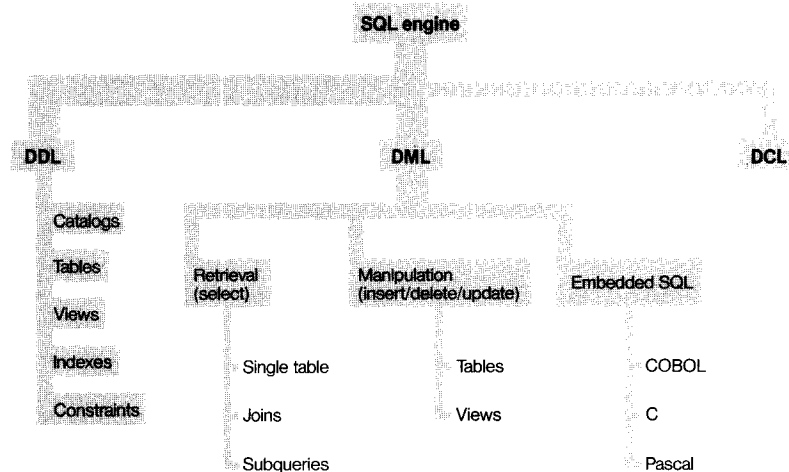 SQL engine
DDL
DML
DCL
Catalogs
Tables
Views
Indexes
Constraints
Retrieval
(select)
Single table
Joins
Subqueries
Manipulation
(insert/delete/update)
Tables
Views
Embedded SQL
COBOL
C
Pascal